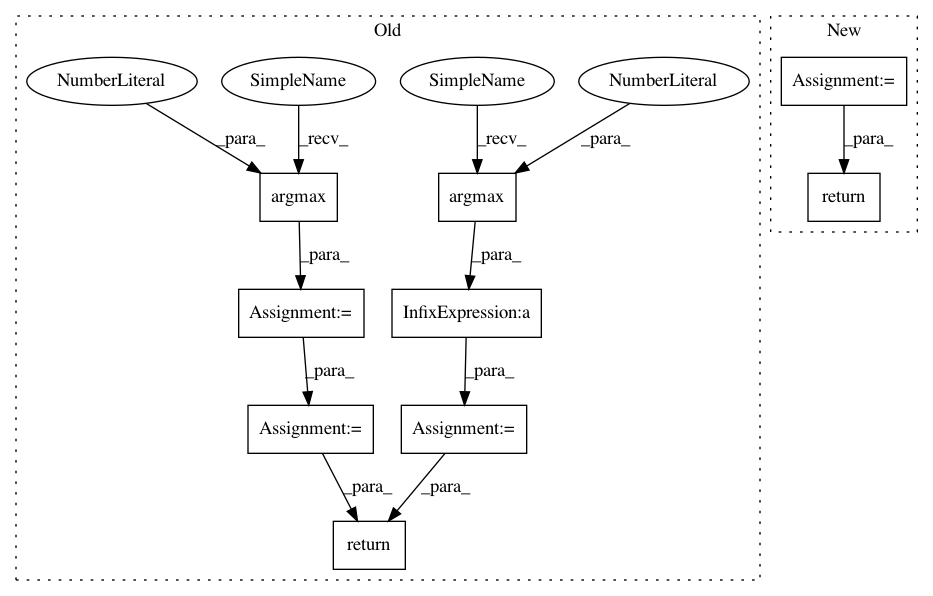 Old
New
NumberLiteral
SimpleName
SimpleName
NumberLiteral
Assignment:=
_para_
_recv_
_recv_
_para_
_para_
argmax
argmax
return
_para_
_para_
Assignment:=
InfixExpression:a
_para_
_para_
Assignment:=
Assignment:=
_para_
_para_
return